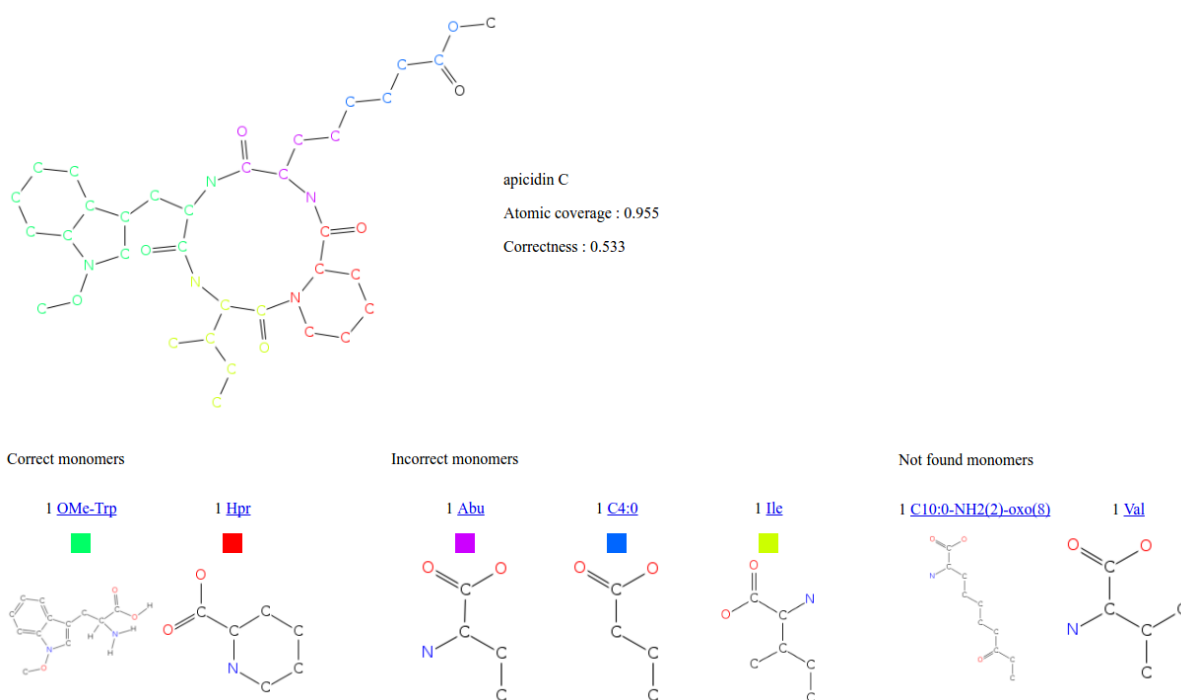 apicidin C
Atomic coverage : 0.955
Correctness : 0.533
Correct monomers
Incorrect monomers
Not found monomers
1 OMe-Trp
1 Hpr
1 Abu
1 C4:0
1 Ile
1 C10:0-NH2(2)-oxo(8)
1 Val